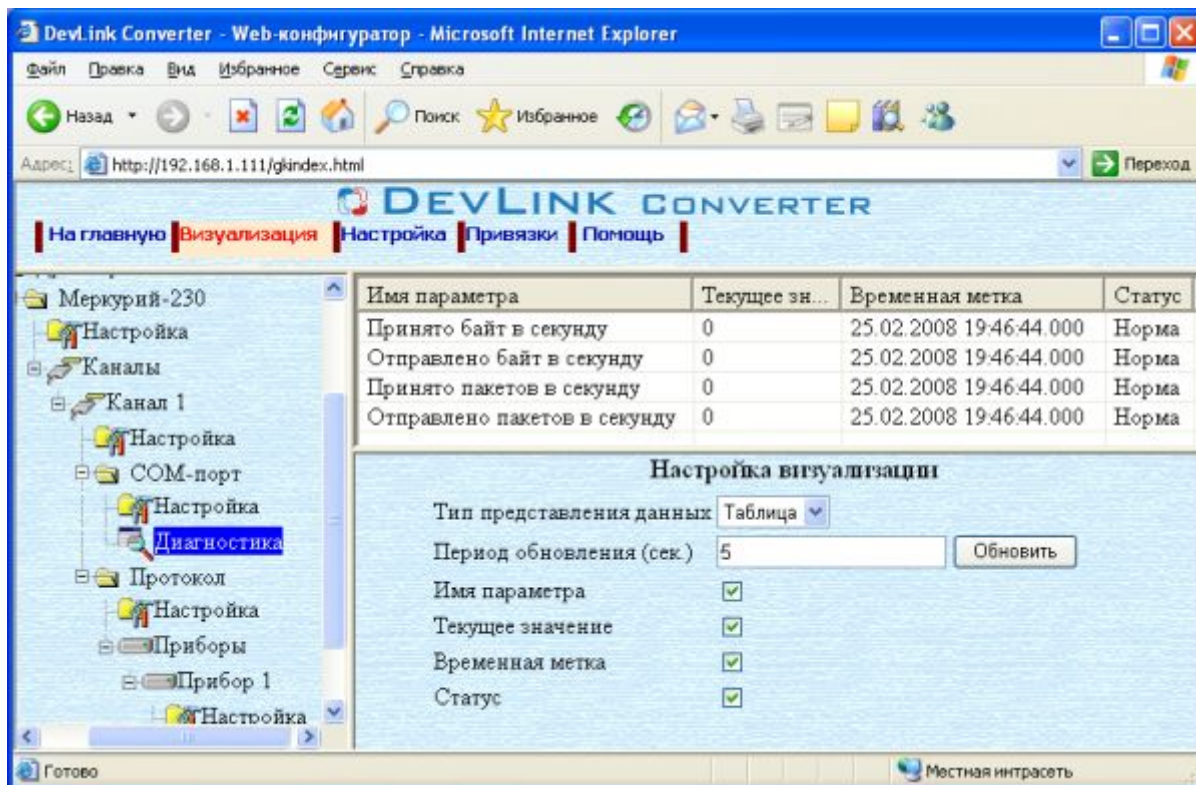 DevLink Converter - Web-конфигуратор - Microsoft Internet Explorer
Файл Правка Вид Избранное Сервис Справка
Назад Поиск Избранное
Адрес: http://192.168.1.111/gkindex.html Переход
DEVLINK CONVERTER
На главную Визуализация Настройка Привязки Помощь
Меркурий-230
Настройка
Каналы
Канал 1
Настройка
COM-порт
Настройка
Диагностика
Протокол
Настройка
Приборы
Прибор 1
Настройка
Имя параметра Текущее зн... Временная метка Статус
Принято байт в секунду 0 25.02.2008 19:46:44.000 Норма
Отправлено байт в секунду 0 25.02.2008 19:46:44.000 Норма
Принято пакетов в секунду 0 25.02.2008 19:46:44.000 Норма
Отправлено пакетов в секунду 0 25.02.2008 19:46:44.000 Норма
Настройка визуализации
Тип представления данных Таблица
Период обновления (сек.) 5 Обновить
Имя параметра
Текущее значение
Временная метка
Статус
Готово Местная интрасеть